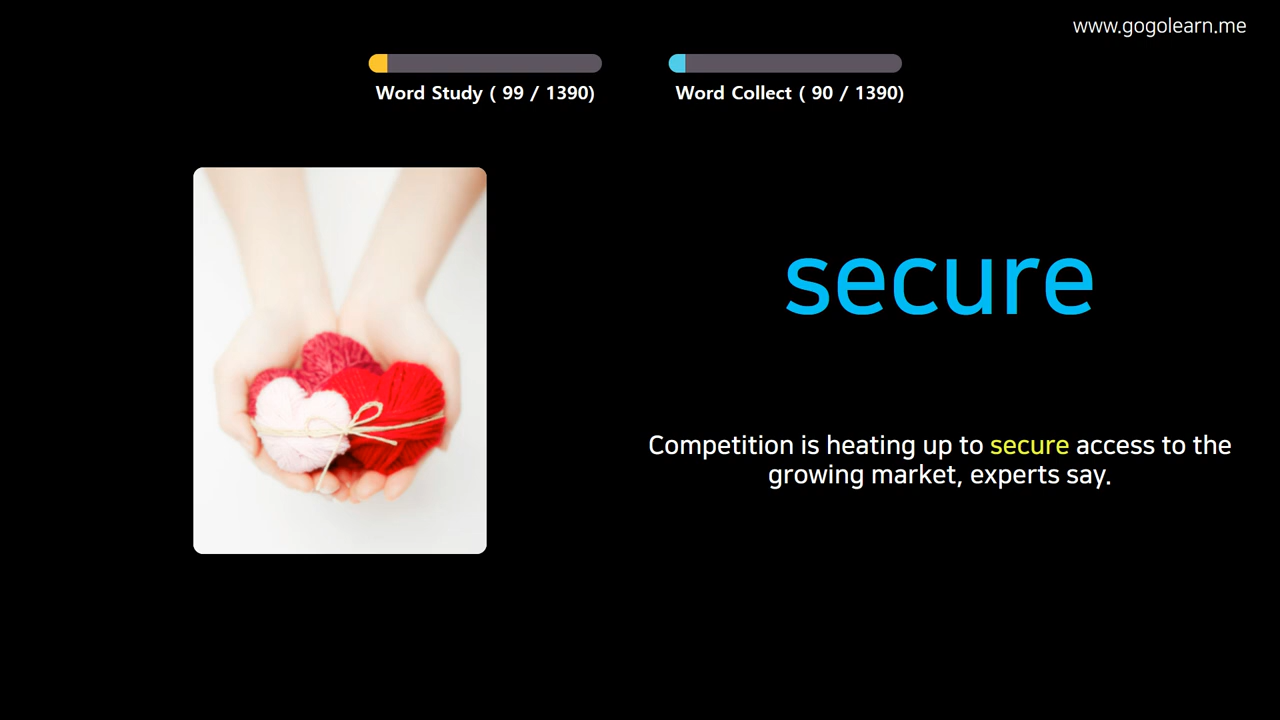 www.gogolearn.me
Word Study ( 99 / 1390)
Word Collect ( 90 / 1390)
secure
Competition is heating up to secure access to the
growing market, experts say.